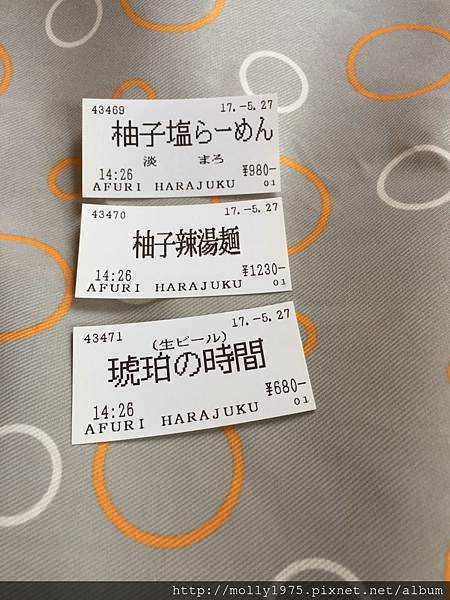 43469 17.-5.27
柚子塩らーめん
淡 まろ
14:26 ¥980-
AFURI HARAJUKU 01
43470 17.-5.27
柚子辣湯麺
14:26 ¥1230-
AFURI HARAJUKU 01
43471 17.-5.27
(生ビール)
琥珀の時間
14:26 ¥680-
AFURI HARAJUKU 01
http://molly1975.pixnet.net/album